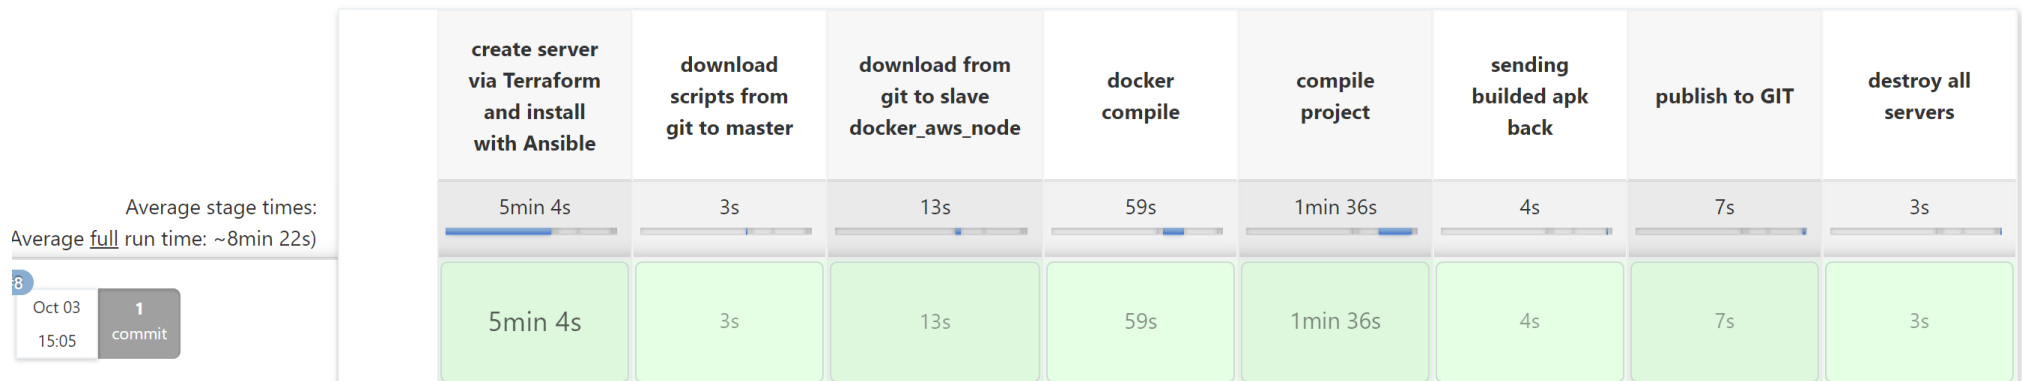 create server
via Terraform
and install
with Ansible
download
scripts from
git to master
download from
git to slave
docker_aws_node
docker
compile
compile
project
sending
builded apk
back
publish to GIT
destroy all
servers
Average stage times:
5min 4s
3s
13s
59s
1min 36s
4s
7s
3s
Average full run time: ~8min 22s)
8
Oct 03
15:05
1
commit
5min 4s
3s
13s
59s
1min 36s
4s
7s
3s